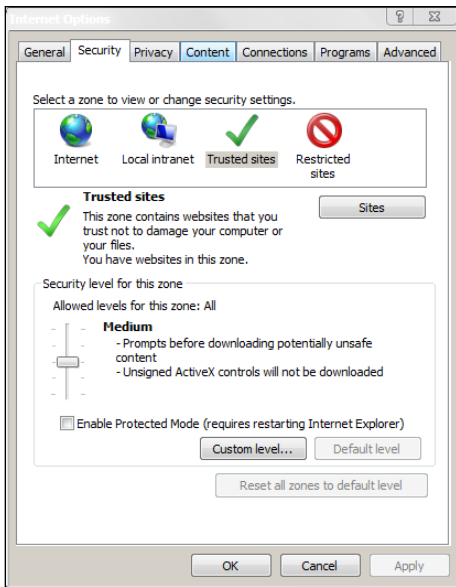 Internet Options
General Security Privacy Content Connections Programs Advanced
Select a zone to view or change security settings.
Internet Local intranet Trusted sites Restricted
sites
Trusted sites
Sites
This zone contains websites that you
trust not to damage your computer or
your files.
You have websites in this zone.
Security level for this zone
Allowed levels for this zone: All
Medium
- Prompts before downloading potentially unsafe
content
- Unsigned ActiveX controls will not be downloaded
Enable Protected Mode (requires restarting Internet Explorer)
Custom level... Default level
Reset all zones to default level
OK Cancel Apply